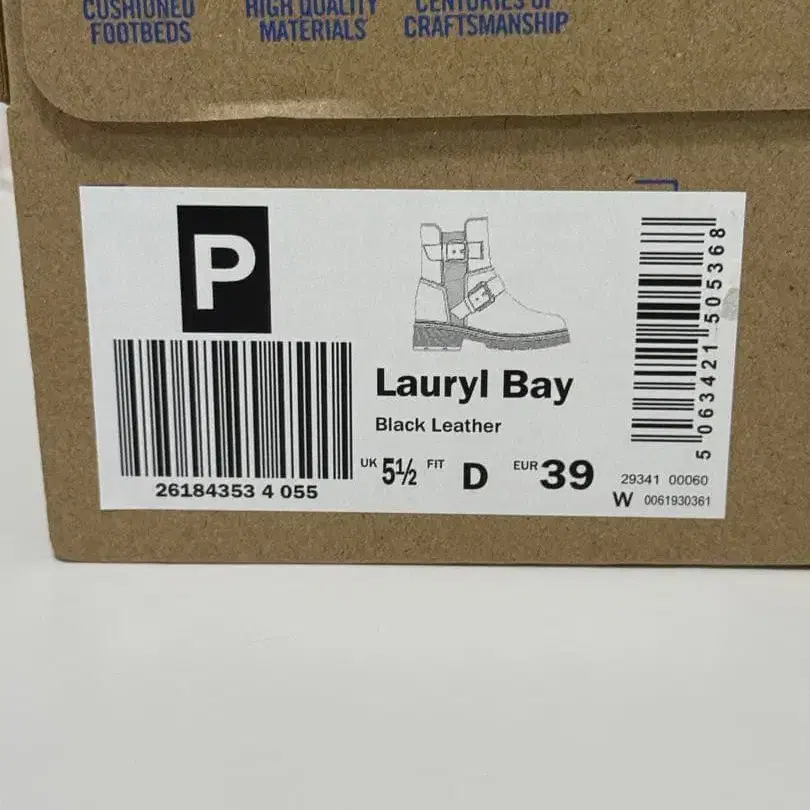 CUSHIONED
FOOTBEDS
HIGH QUALITY
MATERIALS
CENTURIES OF
CRAFTSMANSHIP
P
26184353 4 055
Lauryl Bay
Black Leather
UK 5½ FIT D EUR 39
5 063421 505368
29341 00060
W 0061930361